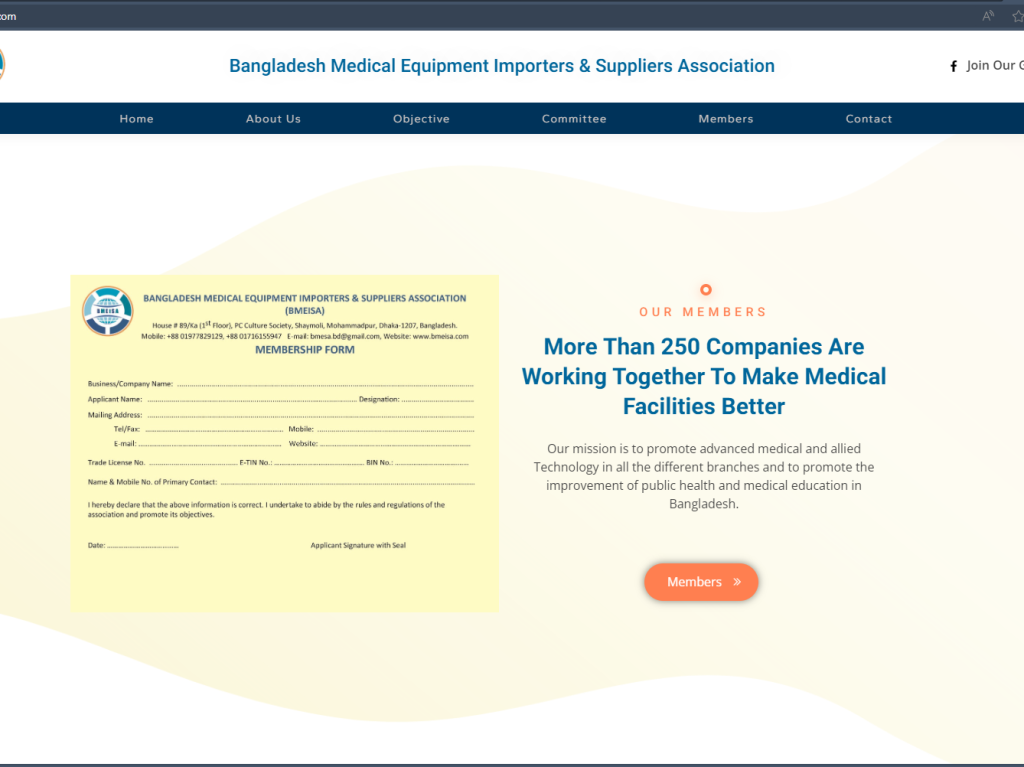 com
Bangladesh Medical Equipment Importers & Suppliers Association
Join Our G
Home About Us Objective Committee Members Contact
BMEISA
BANGLADESH MEDICAL EQUIPMENT IMPORTERS & SUPPLIERS ASSOCIATION
(BMEISA)
House # 89/Ka (1st Floor), PC Culture Society, Shaymoli, Mohammadpur, Dhaka-1207, Bangladesh.
Mobile: +88 01977829129, +88 01716155947 E-mail: bmesa.bd@gmail.com, Website: www.bmeisa.com
MEMBERSHIP FORM
Business/Company Name:
Applicant Name: Designation:
Mailing Address:
Tel/Fax: Mobile:
E-mail: Website:
Trade License No. E-TIN No.: BIN No.:
Name & Mobile No. of Primary Contact:
I hereby declare that the above information is correct. I undertake to abide by the rules and regulations of the
association and promote its objectives.
Date: Applicant Signature with Seal
OUR MEMBERS
More Than 250 Companies Are
Working Together To Make Medical
Facilities Better
Our mission is to promote advanced medical and allied
Technology in all the different branches and to promote the
improvement of public health and medical education in
Bangladesh.
Members »